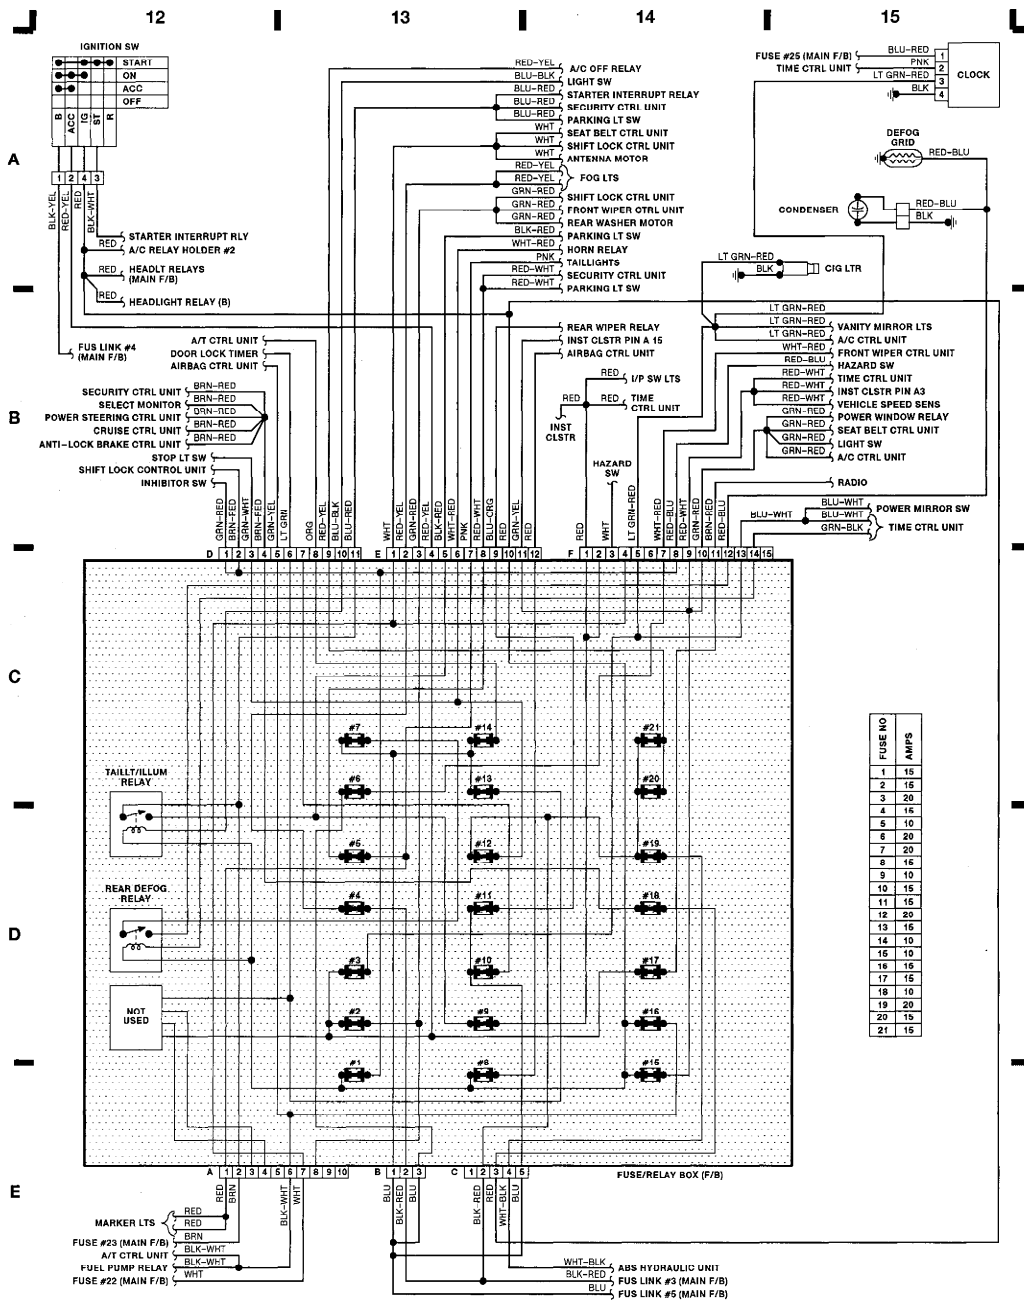 12
13
14
15
IGNITION SW
START
ON
ACC
OFF
B
ACC
IG
ST
R
1 2 4 3
BLK-YEL
RED-YEL
RED
BLK-WHT
STARTER INTERRUPT RLY
RED
A/C RELAY HOLDER #2
RED
HEADLT RELAYS
(MAIN F/B)
RED
HEADLIGHT RELAY (B)
FUS LINK #4
(MAIN F/B)
A
RED-YEL
A/C OFF RELAY
BLU-BLK
LIGHT SW
BLU-RED
STARTER INTERRUPT RELAY
BLU-RED
SECURITY CTRL UNIT
BLU-RED
PARKING LT SW
WHT
SEAT BELT CTRL UNIT
WHT
SHIFT LOCK CTRL UNIT
WHT
ANTENNA MOTOR
RED-YEL
RED-YEL
FOG LTS
GRN-RED
SHIFT LOCK CTRL UNIT
GRN-RED
FRONT WIPER CTRL UNIT
GRN-RED
REAR WASHER MOTOR
BLK-RED
PARKING LT SW
WHT-RED
HORN RELAY
PNK
TAILLIGHTS
RED-WHT
SECURITY CTRL UNIT
RED-WHT
PARKING LT SW
FUSE #25 (MAIN F/B)
BLU-RED
1
TIME CTRL UNIT
PNK
2
LT GRN-RED
3
BLK
4
CLOCK
DEFOG
GRID
RED-BLU
CONDENSER
RED-BLU
BLK
LT GRN-RED
BLK
CIG LTR
A/T CTRL UNIT
DOOR LOCK TIMER
AIRBAG CTRL UNIT
SECURITY CTRL UNIT
BRN-RED
SELECT MONITOR
BRN-RED
POWER STEERING CTRL UNIT
BRN-RED
CRUISE CTRL UNIT
BRN-RED
ANTI-LOCK BRAKE CTRL UNIT
BRN-RED
STOP LT SW
SHIFT LOCK CONTROL UNIT
INHIBITOR SW
B
REAR WIPER RELAY
INST CLSTR PIN A 15
AIRBAG CTRL UNIT
RED
I/P SW LTS
RED
RED
TIME
CTRL UNIT
INST
CLSTR
HAZARD
SW
LT GRN-RED
LT GRN-RED
VANITY MIRROR LTS
LT GRN-RED
A/C CTRL UNIT
WHT-RED
FRONT WIPER CTRL UNIT
RED-BLU
HAZARD SW
RED-WHT
TIME CTRL UNIT
RED-WHT
INST CLSTR PIN A3
RED-WHT
VEHICLE SPEED SENS
GRN-RED
POWER WINDOW RELAY
GRN-RED
SEAT BELT CTRL UNIT
GRN-RED
LIGHT SW
GRN-RED
A/C CTRL UNIT
RADIO
BLU-WHT
POWER MIRROR SW
BLU-WHT
BLU-WHT
GRN-BLK
TIME CTRL UNIT
GRN-RED
BRN-RED
GRN-WHT
BRN-RED
GRN-YEL
LT GRN
ORG
RED-YEL
BLU-BLK
BLU-RED
WHT
RED-YEL
GRN-RED
RED-YEL
BLK-RED
WHT-RED
PNK
RED-WHT
BLU-ORG
RED
GRN-YEL
RED
RED
WHT
LT GRN-RED
WHT-RED
RED-BLU
RED-WHT
GRN-RED
BRN-RED
RED-BLU
D 1 2 3 4 5 6 7 8 9 10 11
E 1 2 3 4 5 6 7 8 9 10 11 12
F 1 2 3 4 5 6 7 8 9 10 11 12 13 14 15
C
#7
#14
#21
#6
#13
#20
TAILLT/ILLUM
RELAY
#5
#12
#19
REAR DEFOG
RELAY
#4
#11
#18
D
#3
#10
#17
NOT
USED
#2
#9
#16
#1
#8
#15
FUSE NO
AMPS
1 15
2 15
3 20
4 15
5 10
6 20
7 20
8 15
9 10
10 15
11 15
12 20
13 15
14 10
15 10
16 15
17 15
18 10
19 20
20 15
21 15
A 1 2 3 4 5 6 7 8 9 10
B 1 2 3
C 1 2 3 4 5
FUSE/RELAY BOX (F/B)
E
RED
BRN
BLK-WHT
WHT
BLU
BLK-RED
BLU
BLK-RED
RED
WHT-BLK
BLU
MARKER LTS
RED
RED
FUSE #23 (MAIN F/B)
BRN
A/T CTRL UNIT
BLK-WHT
FUEL PUMP RELAY
BLK-WHT
FUSE #22 (MAIN F/B)
WHT
WHT-BLK
ABS HYDRAULIC UNIT
BLK-RED
FUS LINK #3 (MAIN F/B)
BLU
FUS LINK #5 (MAIN F/B)